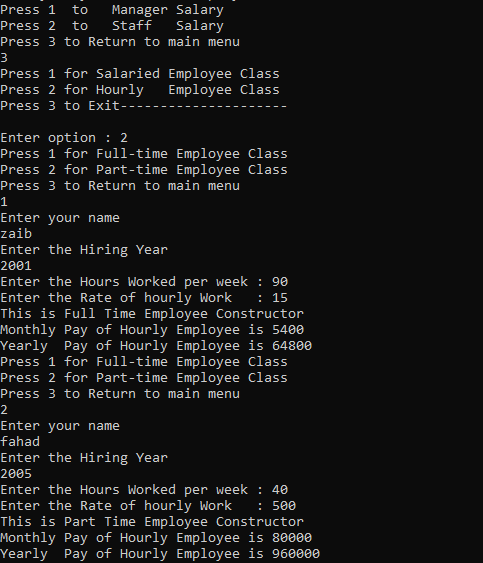 Press 1  to   Manager Salary
Press 2  to   Staff   Salary
Press 3 to Return to main menu
3
Press 1 for Salaried Employee Class
Press 2 for Hourly   Employee Class
Press 3 to Exit---------------------

Enter option : 2
Press 1 for Full-time Employee Class
Press 2 for Part-time Employee Class
Press 3 to Return to main menu
1
Enter your name
zaib
Enter the Hiring Year
2001
Enter the Hours Worked per week : 90
Enter the Rate of hourly Work   : 15
This is Full Time Employee Constructor
Monthly Pay of Hourly Employee is 5400
Yearly  Pay of Hourly Employee is 64800
Press 1 for Full-time Employee Class
Press 2 for Part-time Employee Class
Press 3 to Return to main menu
2
Enter your name
fahad
Enter the Hiring Year
2005
Enter the Hours Worked per week : 40
Enter the Rate of hourly Work   : 500
This is Part Time Employee Constructor
Monthly Pay of Hourly Employee is 80000
Yearly  Pay of Hourly Employee is 960000